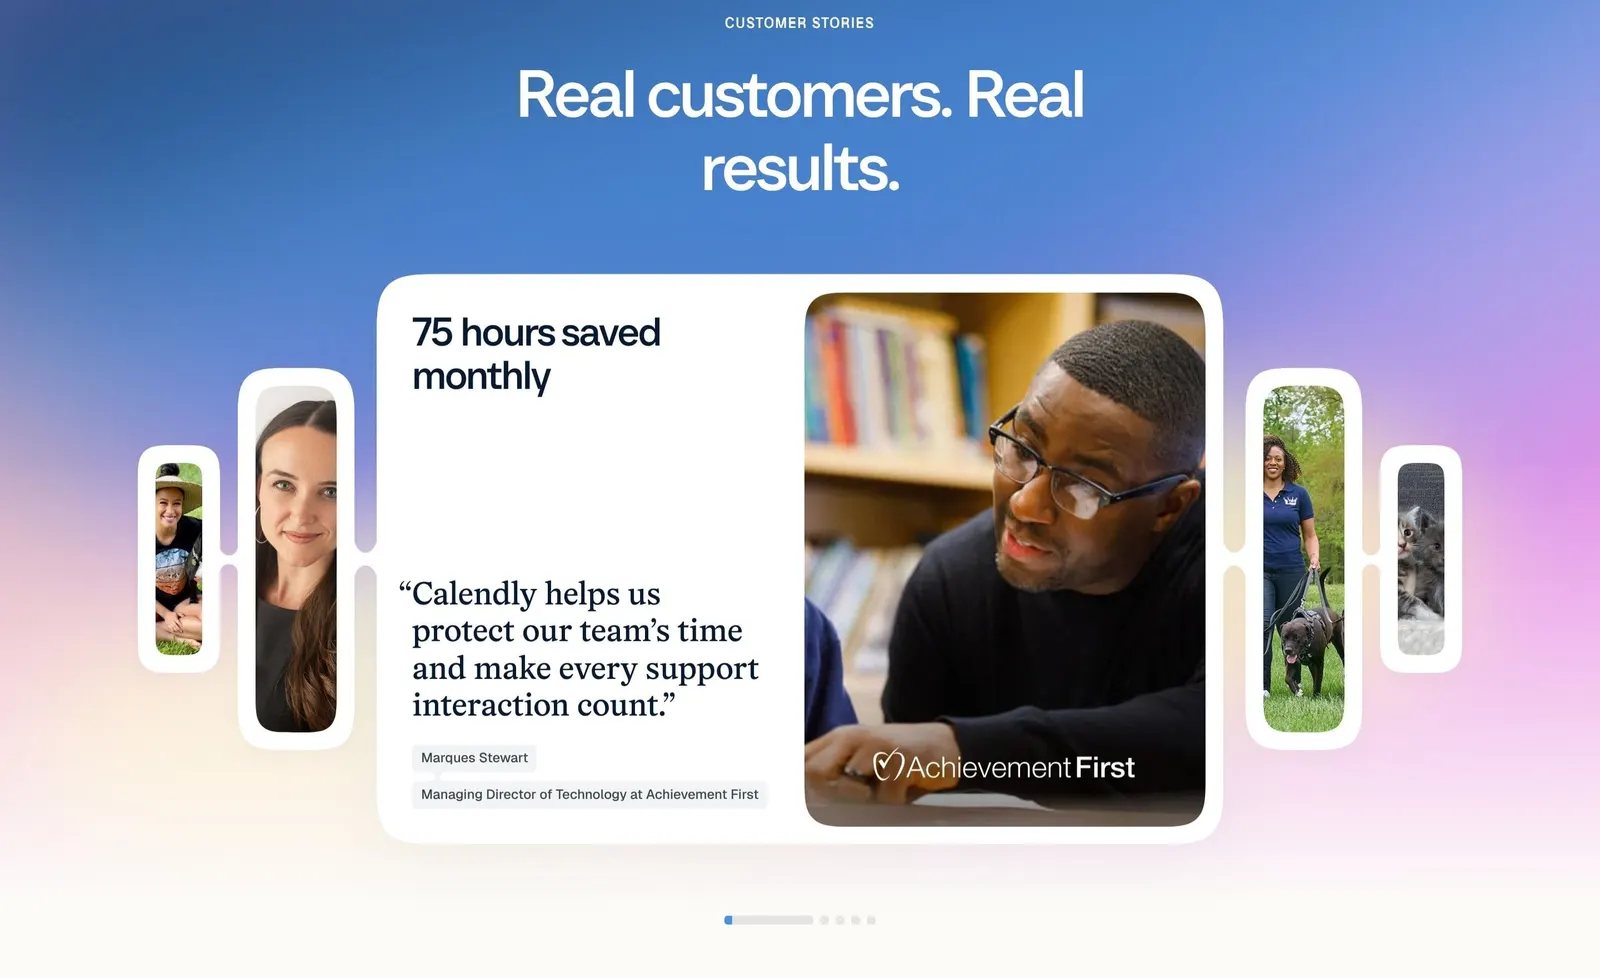 CUSTOMER STORIES
Real customers. Real
results.
75 hours saved
monthly
“Calendly helps us
protect our team’s time
and make every support
interaction count.”
Marques Stewart
Managing Director of Technology at Achievement First
AchievementFirst